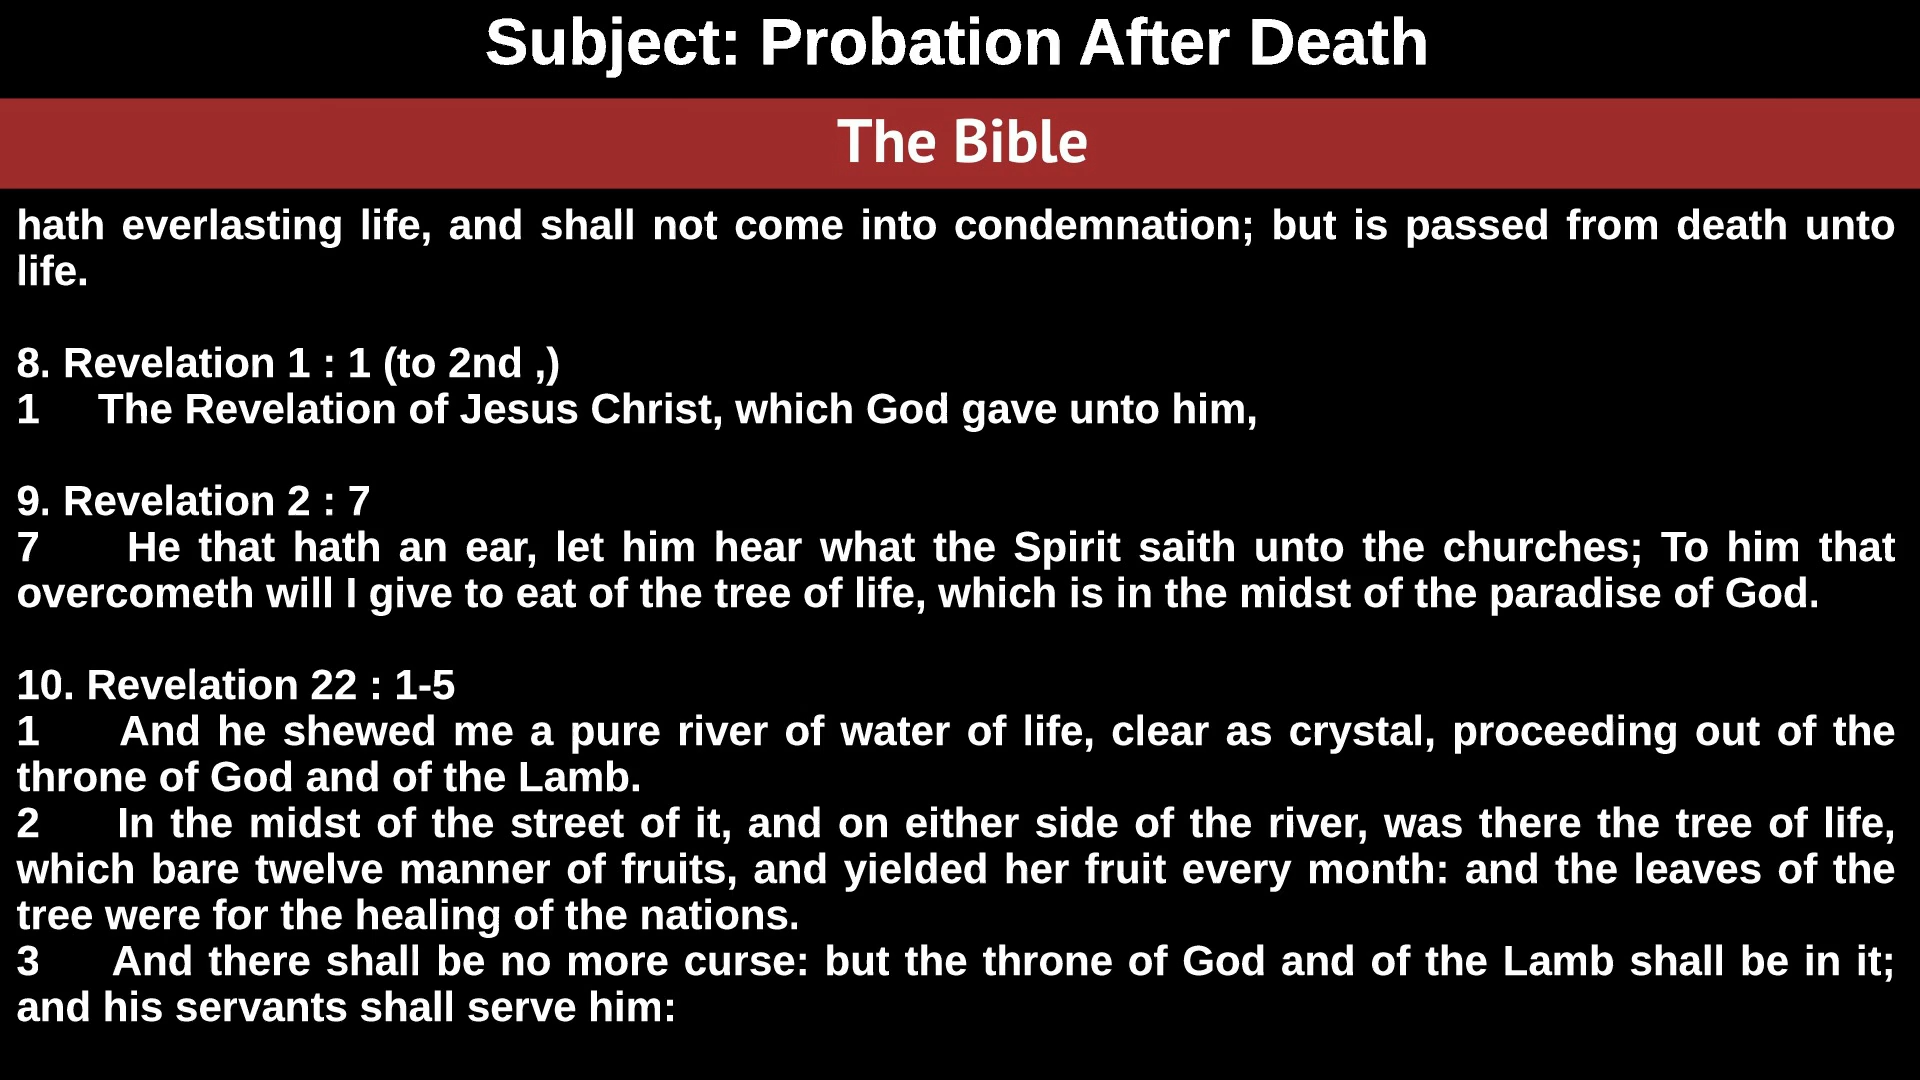 Subject: Probation After Death
The Bible
hath everlasting life, and shall not come into condemnation; but is passed from death unto
life.
8. Revelation 1 : 1 (to 2nd ,)
1 The Revelation of Jesus Christ, which God gave unto him,
9. Revelation 2 : 7
7 He that hath an ear, let him hear what the Spirit saith unto the churches; To him that
overcometh will I give to eat of the tree of life, which is in the midst of the paradise of God.
10. Revelation 22 : 1-5
1 And he shewed me a pure river of water of life, clear as crystal, proceeding out of the
throne of God and of the Lamb.
2 In the midst of the street of it, and on either side of the river, was there the tree of life,
which bare twelve manner of fruits, and yielded her fruit every month: and the leaves of the
tree were for the healing of the nations.
3 And there shall be no more curse: but the throne of God and of the Lamb shall be in it;
and his servants shall serve him: